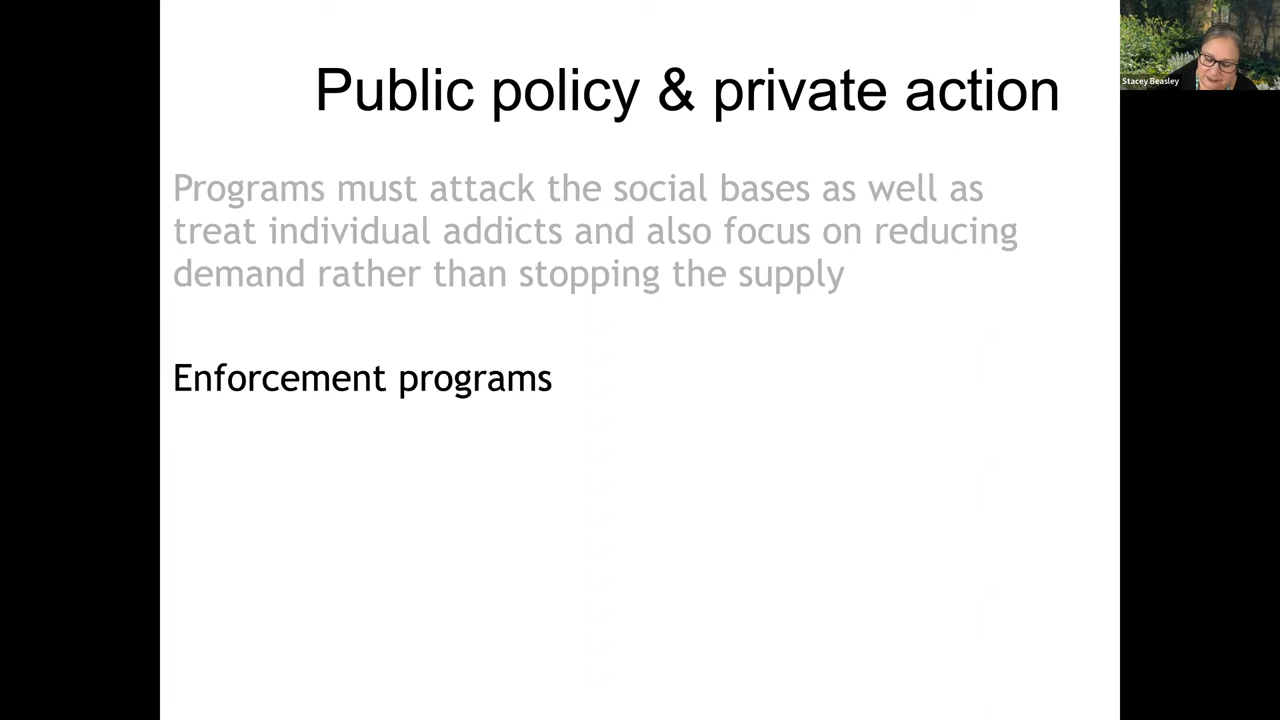 Public policy & private action
Stacey Beasley
Programs must attack the social bases as well as
treat individual addicts and also focus on reducing
demand rather than stopping the supply
Enforcement programs